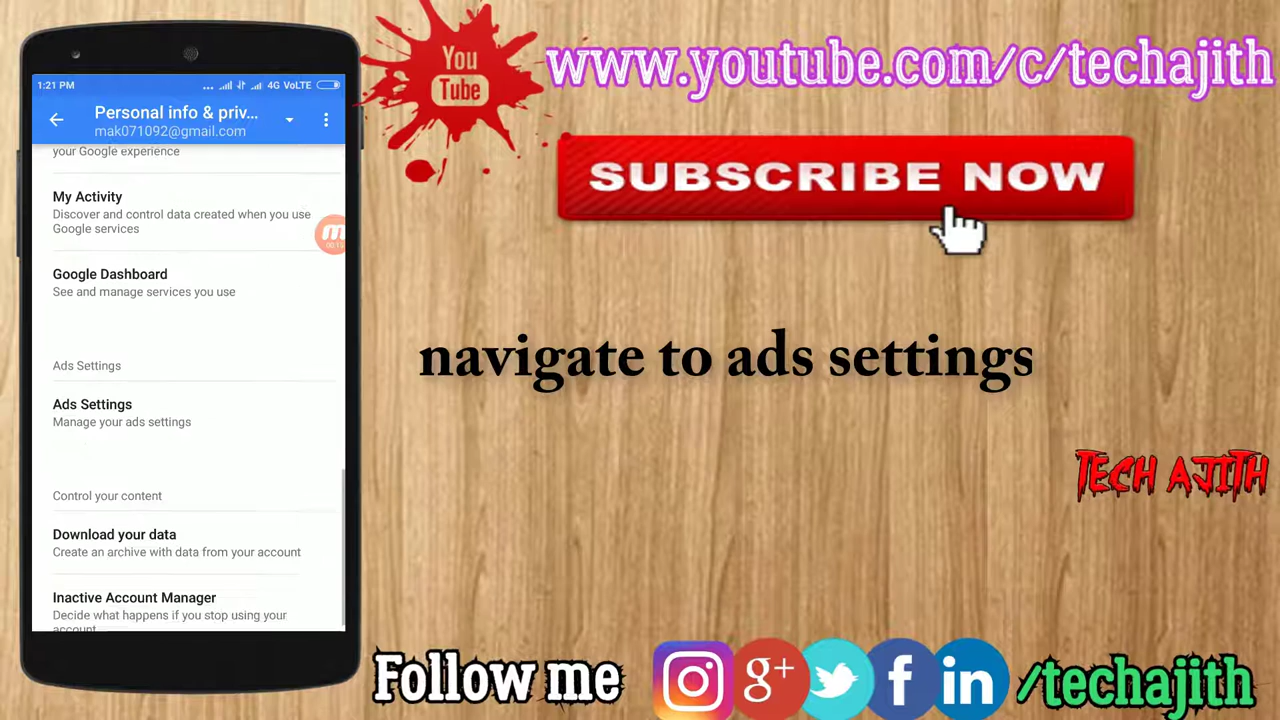 1:21 PM
... 4G VoLTE
Personal info & priv...
mak071092@gmail.com
your Google experience
My Activity
Discover and control data created when you use
Google services
00:13
Google Dashboard
See and manage services you use
Ads Settings
Ads Settings
Manage your ads settings
Control your content
Download your data
Create an archive with data from your account
Inactive Account Manager
Decide what happens if you stop using your
account
You
Tube
www.youtube.com/c/techajith
SUBSCRIBE NOW
navigate to ads settings
TECH AJITH
Follow me
g+
f
in
/techajith